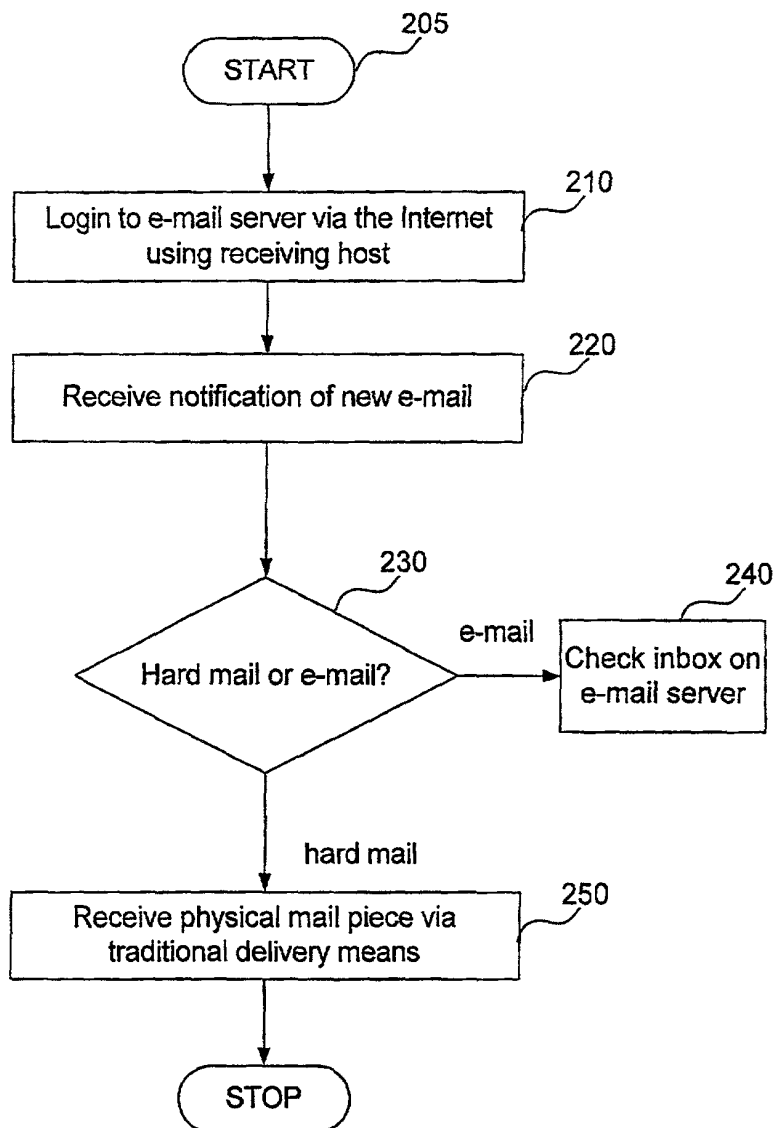 205
START
210
Login to e-mail server via the Internet
using receiving host
220
Receive notification of new e-mail
230
Hard mail or e-mail?
e-mail
240
Check inbox on
e-mail server
hard mail
250
Receive physical mail piece via
traditional delivery means
STOP